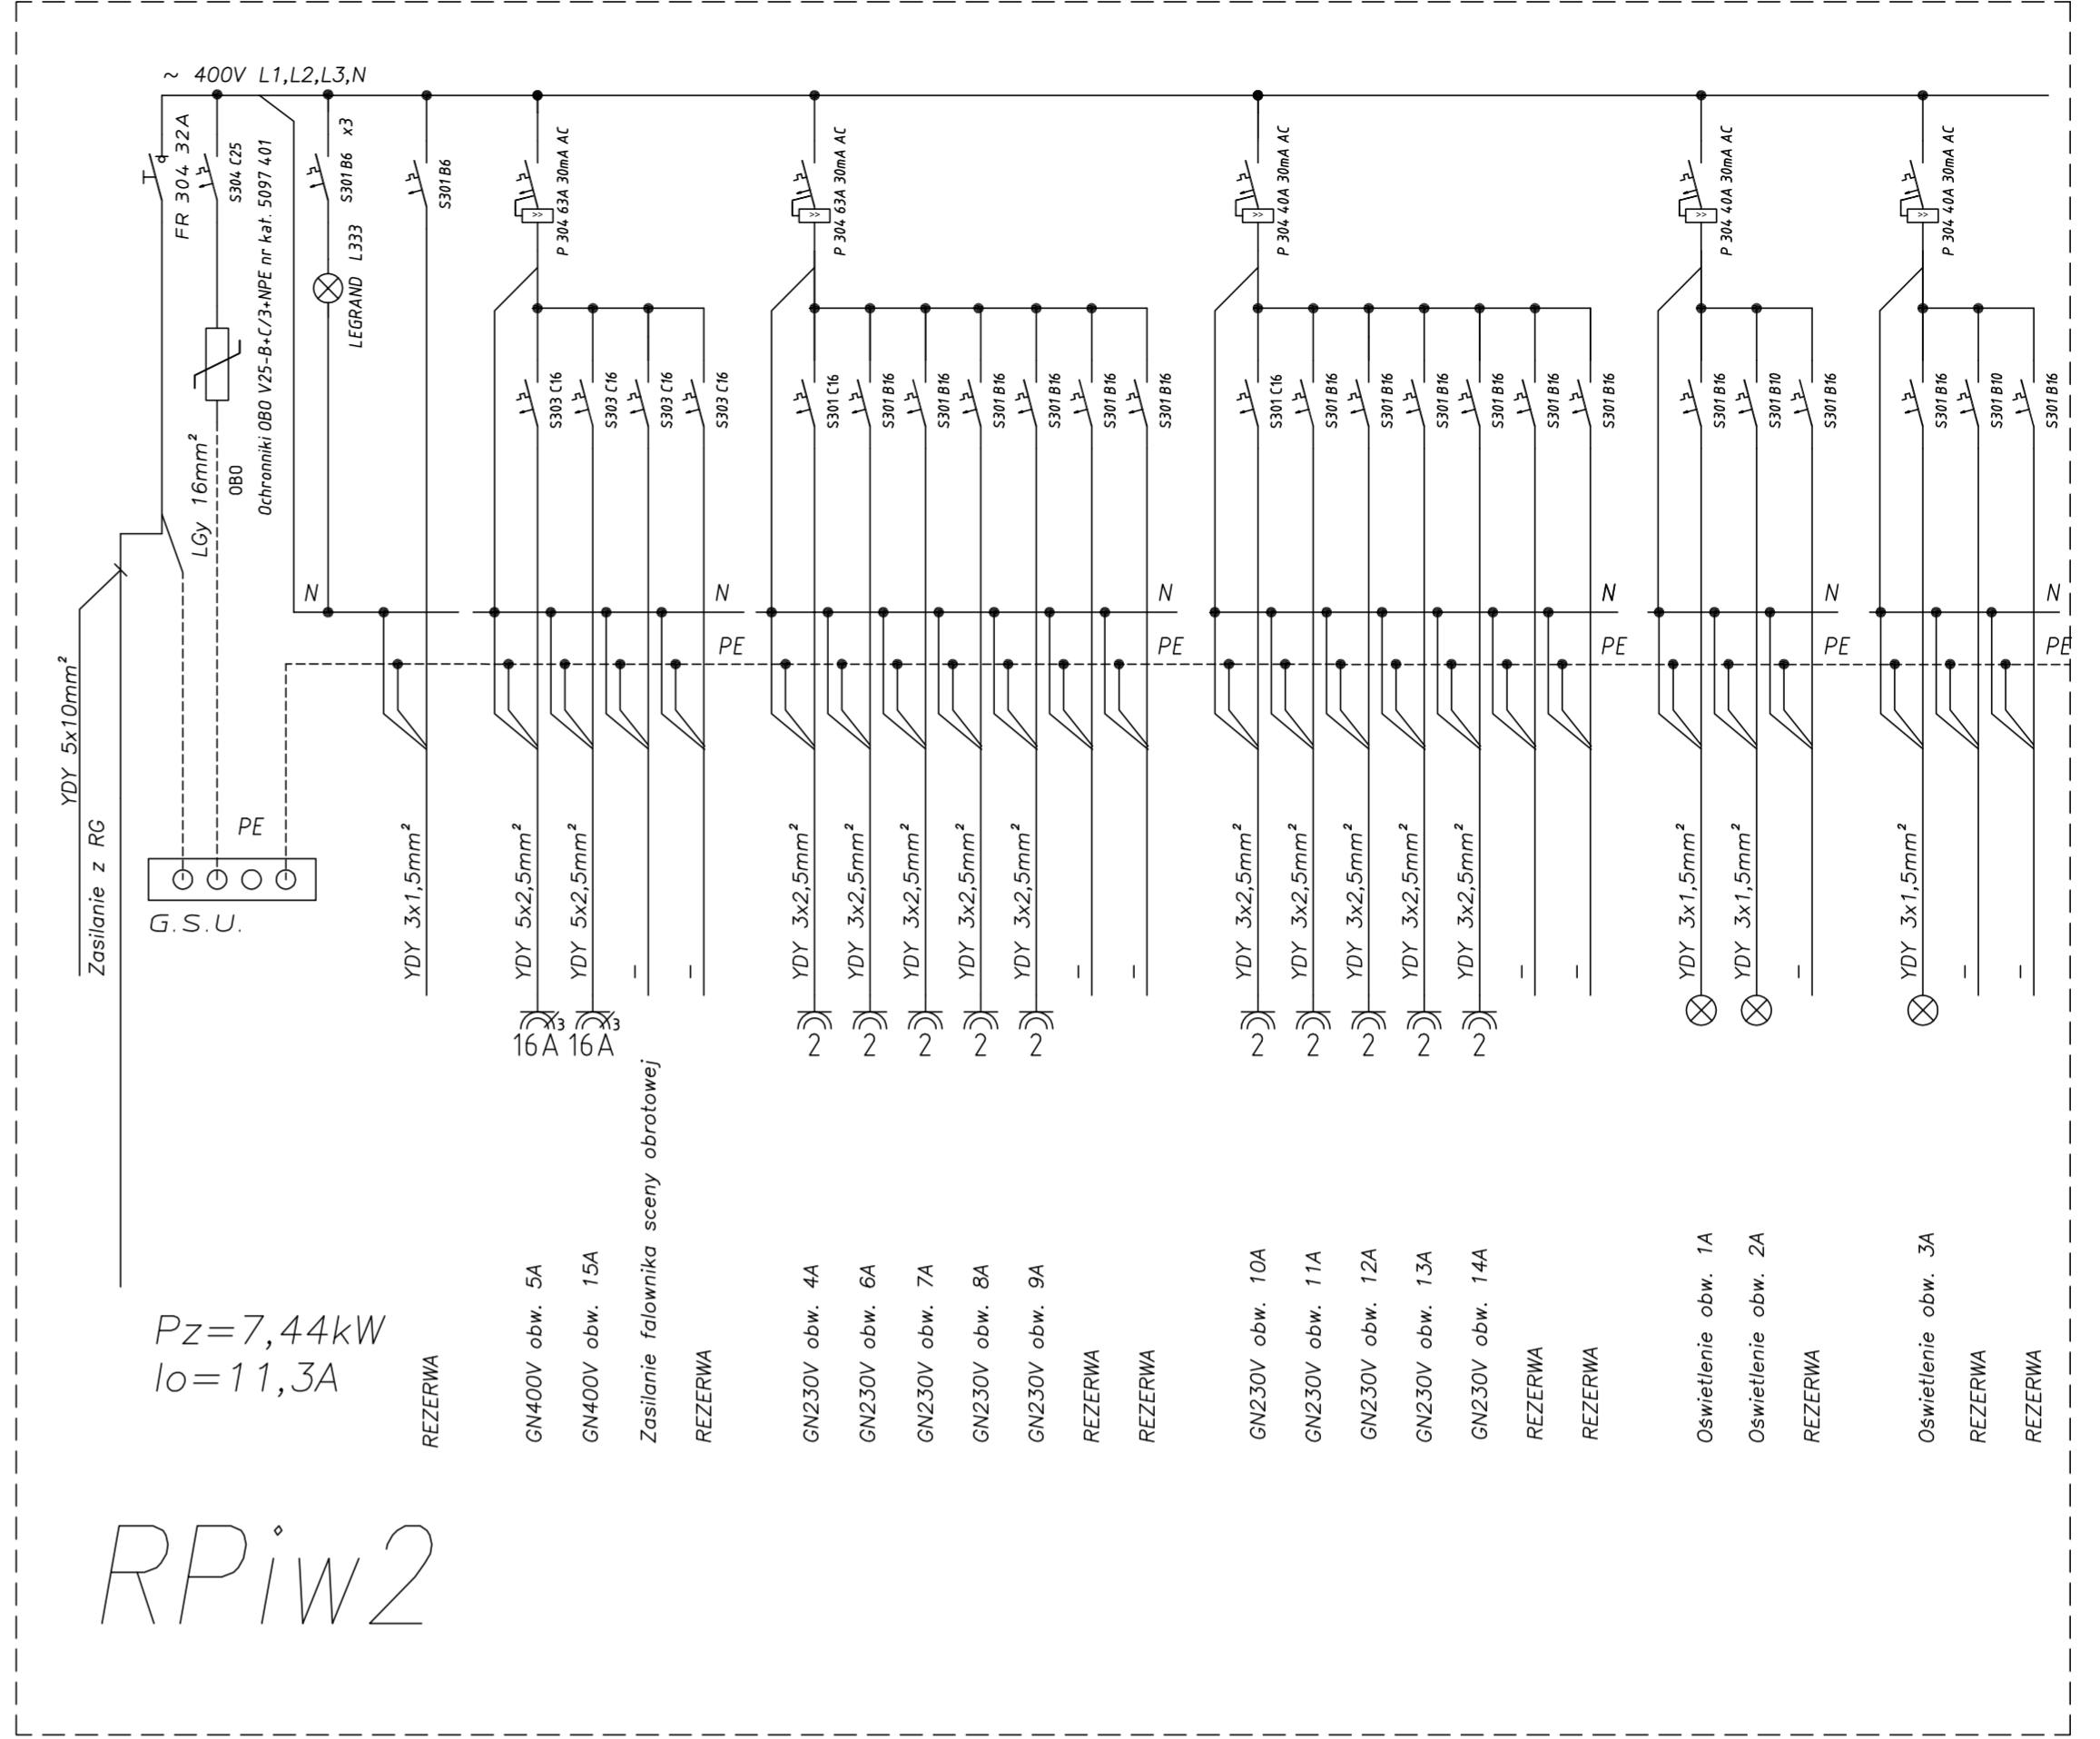 ~ 400V L1,L2,L3,N
FR 304 32A
S304 C25
Ochronniki OBO V25-B+C/3+NPE nr kat. 5097 401
S301 B6 x3
LEGRAND L333
S301 B6
P 304 63A 30mA AC
P 304 63A 30mA AC
P 304 40A 30mA AC
P 304 40A 30mA AC
P 304 40A 30mA AC
S303 C16
S303 C16
S303 C16
S303 C16
S301 C16
S301 B16
S301 B16
S301 B16
S301 B16
S301 B16
S301 B16
S301 C16
S301 B16
S301 B16
S301 B16
S301 B16
S301 B16
S301 B16
S301 B16
S301 B10
S301 B16
S301 B16
S301 B10
S301 B16
LGy 16mm²
OBO
N
N
N
N
N
N
PE
PE
PE
PE
PE
YDY 5x10mm²
Zasilanie z RG
PE
G.S.U.
YDY 3x1,5mm²
YDY 5x2,5mm²
YDY 5x2,5mm²
–
–
YDY 3x2,5mm²
YDY 3x2,5mm²
YDY 3x2,5mm²
YDY 3x2,5mm²
YDY 3x2,5mm²
–
–
YDY 3x2,5mm²
YDY 3x2,5mm²
YDY 3x2,5mm²
YDY 3x2,5mm²
YDY 3x2,5mm²
–
–
YDY 3x1,5mm²
YDY 3x1,5mm²
–
YDY 3x1,5mm²
–
–
3
3
16A 16A
2 2 2 2 2
2 2 2 2 2
Pz=7,44kW
Io=11,3A
REZERWA
GN400V obw. 5A
GN400V obw. 15A
Zasilanie falownika sceny obrotowej
REZERWA
GN230V obw. 4A
GN230V obw. 6A
GN230V obw. 7A
GN230V obw. 8A
GN230V obw. 9A
REZERWA
REZERWA
GN230V obw. 10A
GN230V obw. 11A
GN230V obw. 12A
GN230V obw. 13A
GN230V obw. 14A
REZERWA
REZERWA
Oświetlenie obw. 1A
Oświetlenie obw. 2A
REZERWA
Oświetlenie obw. 3A
REZERWA
REZERWA
RPiw2